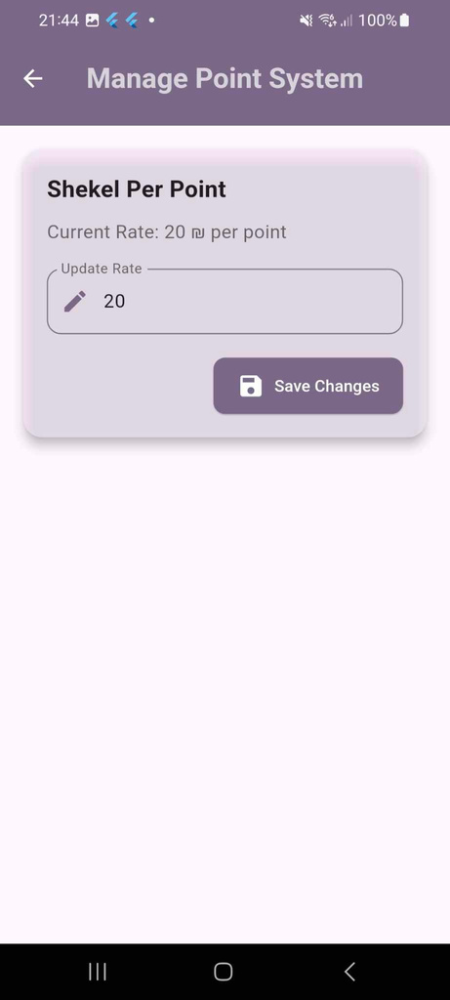 21:44
100%
Manage Point System
Shekel Per Point
Current Rate: 20 ₪ per point
Update Rate
20
Save Changes